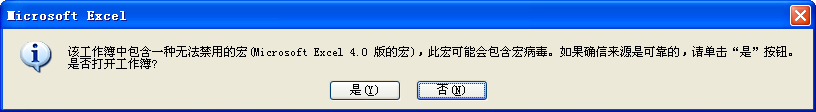 Microsoft Excel
该工作簿中包含一种无法禁用的宏(Microsoft Excel 4.0 版的宏)，此宏可能会包含宏病毒。如果确信来源是可靠的，请单击“是”按钮。
是否打开工作簿?
是(Y)
否(N)